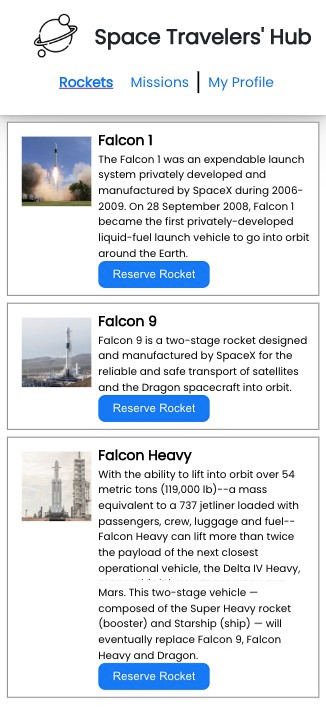 Space Travelers' Hub
Rockets Missions | My Profile
Falcon 1
The Falcon 1 was an expendable launch
system privately developed and
manufactured by SpaceX during 2006-
2009. On 28 September 2008, Falcon 1
became the first privately-developed
liquid-fuel launch vehicle to go into orbit
around the Earth.
Reserve Rocket
Falcon 9
Falcon 9 is a two-stage rocket designed
and manufactured by SpaceX for the
reliable and safe transport of satellites
and the Dragon spacecraft into orbit.
Reserve Rocket
Falcon Heavy
With the ability to lift into orbit over 54
metric tons (119,000 lb)--a mass
equivalent to a 737 jetliner loaded with
passengers, crew, luggage and fuel--
Falcon Heavy can lift more than twice
the payload of the next closest
operational vehicle, the Delta IV Heavy,
Mars. This two-stage vehicle —
composed of the Super Heavy rocket
(booster) and Starship (ship) — will
eventually replace Falcon 9, Falcon
Heavy and Dragon.
Reserve Rocket